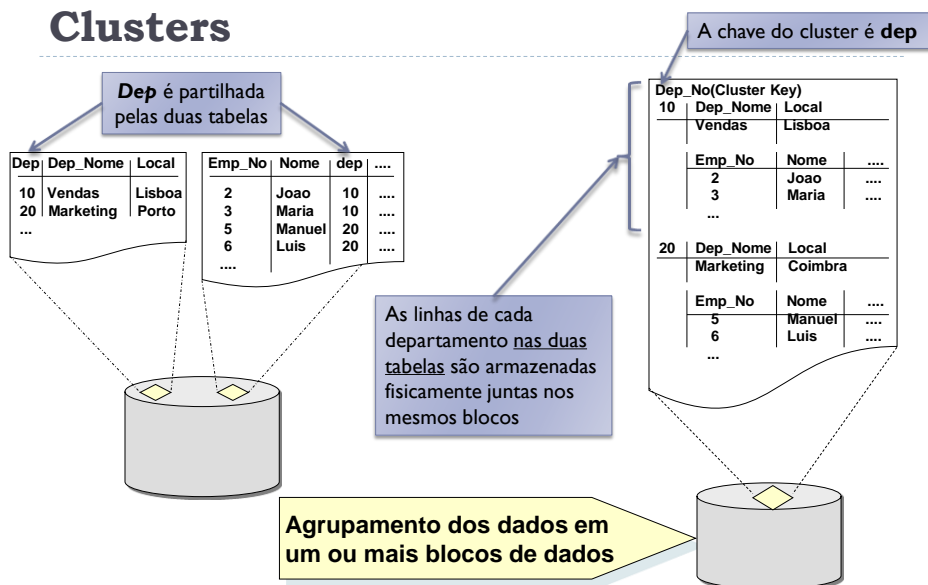 Clusters
A chave do cluster é dep
Dep é partilhada
pelas duas tabelas
Dep Dep_Nome Local
10 Vendas Lisboa
20 Marketing Porto
...
Emp_No Nome dep ....
2 Joao 10 ....
3 Maria 10 ....
5 Manuel 20 ....
6 Luis 20 ....
....
Dep_No(Cluster Key)
10 Dep_Nome Local
Vendas Lisboa
Emp_No Nome ....
2 Joao ....
3 Maria ....
...
20 Dep_Nome Local
Marketing Coimbra
Emp_No Nome ....
5 Manuel ....
6 Luis ....
...
As linhas de cada
departamento nas duas
tabelas são armazenadas
fisicamente juntas nos
mesmos blocos
Agrupamento dos dados em
um ou mais blocos de dados